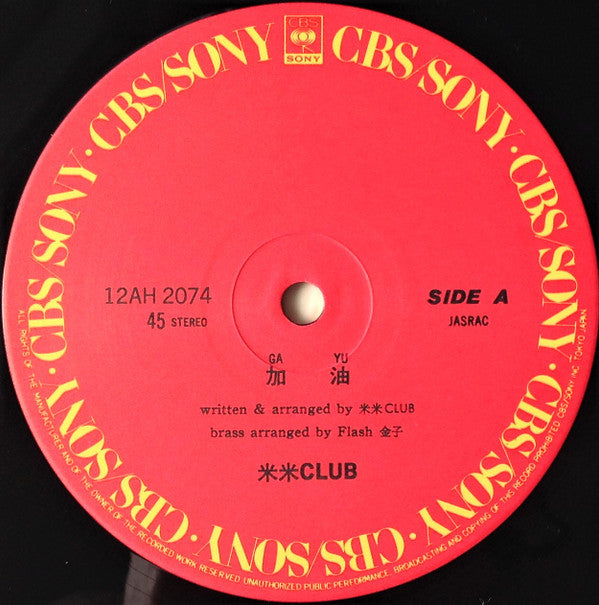 CBS
SONY
CBS/SONY · CBS/SONY · CBS/SONY · CBS/SONY · CBS/SONY · CBS/SONY · CBS/SONY · CBS/SONY
12AH 2074
45 STEREO
SIDE A
JASRAC
GA YU
加 油
written & arranged by 米米CLUB
brass arranged by Flash 金子
米米CLUB
ALL RIGHTS OF THE MANUFACTURER AND OF THE OWNER OF THE RECORDED WORK RESERVED UNAUTHORIZED PUBLIC PERFORMANCE, BROADCASTING AND COPYING OF THIS RECORD PROHIBITED CBS/SONY INC. TOKYO JAPAN